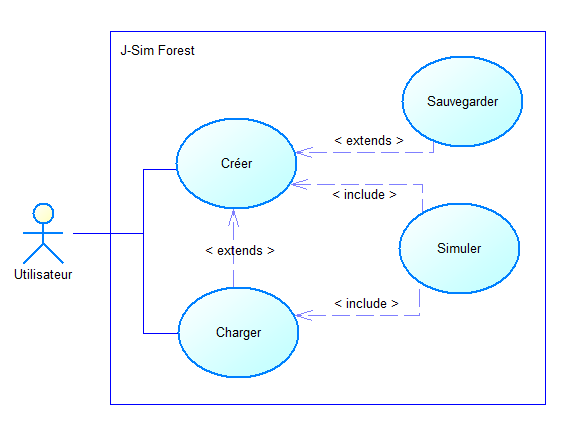 J-Sim Forest
Sauvegarder
< extends >
Créer
< include >
Simuler
< extends >
Utilisateur
< include >
Charger